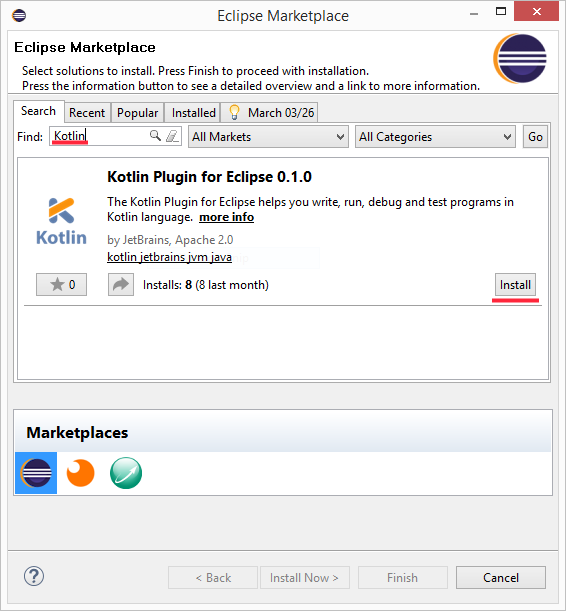 Eclipse Marketplace
Eclipse Marketplace
Select solutions to install. Press Finish to proceed with installation.
Press the information button to see a detailed overview and a link to more information.
Search Recent Popular Installed March 03/26
Find: Kotlin All Markets All Categories Go
Kotlin Plugin for Eclipse 0.1.0
The Kotlin Plugin for Eclipse helps you write, run, debug and test programs in
Kotlin language. more info
Kotlin
by JetBrains, Apache 2.0
kotlin jetbrains jvm java
0 Installs: 8 (8 last month) Install
Marketplaces
? < Back Install Now > Finish Cancel